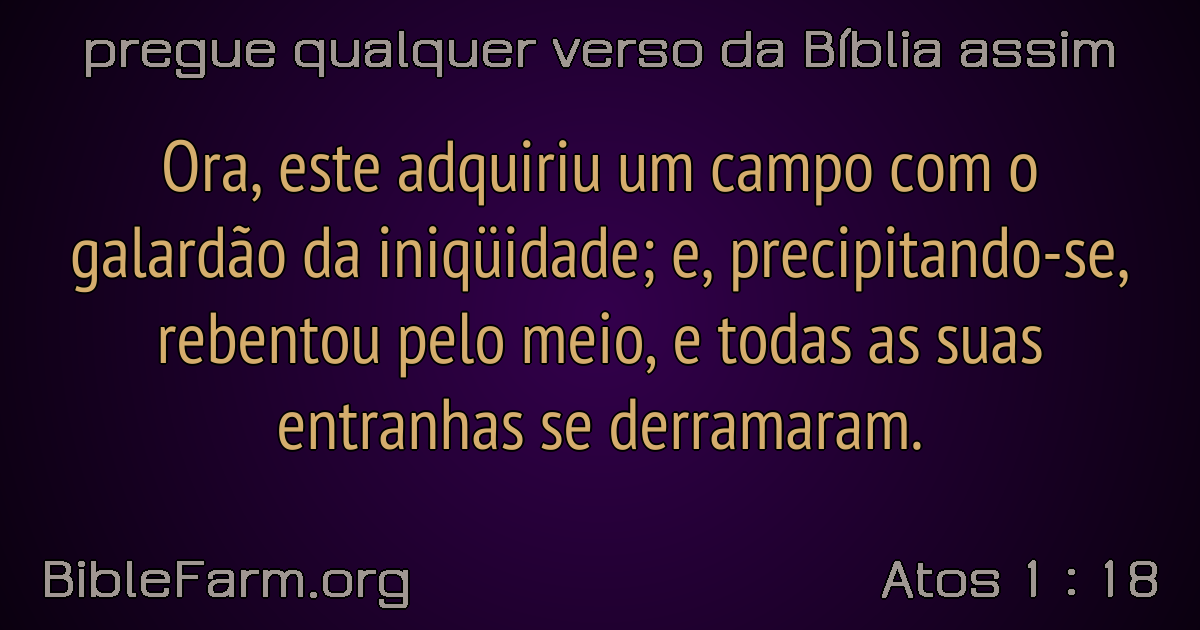 pregue qualquer verso da Bíblia assim
Ora, este adquiriu um campo com o
galardão da iniqüidade; e, precipitando-se,
rebentou pelo meio, e todas as suas
entranhas se derramaram.
BibleFarm.org
Atos 1 : 18